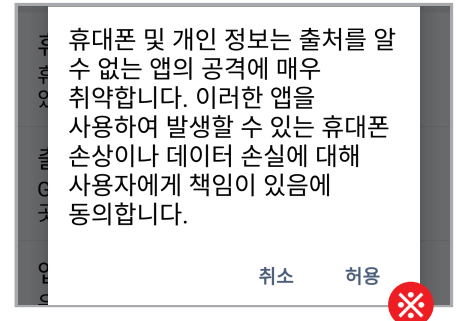 휴대폰 및 개인 정보는 출처를 알
수 없는 앱의 공격에 매우
취약합니다. 이러한 앱을
사용하여 발생할 수 있는 휴대폰
손상이나 데이터 손실에 대해
사용자에게 책임이 있음에
동의합니다.
취소 허용
※